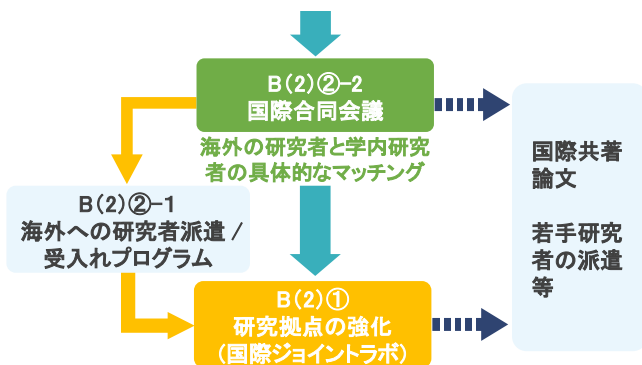 B(2)②-2
国際合同会議
海外の研究者と学内研究
者の具体的なマッチング
B(2)②-1
海外への研究者派遣/
受入れプログラム
B(2)①
研究拠点の強化
(国際ジョイントラボ)
国際共著
論文
若手研究
者の派遣
等